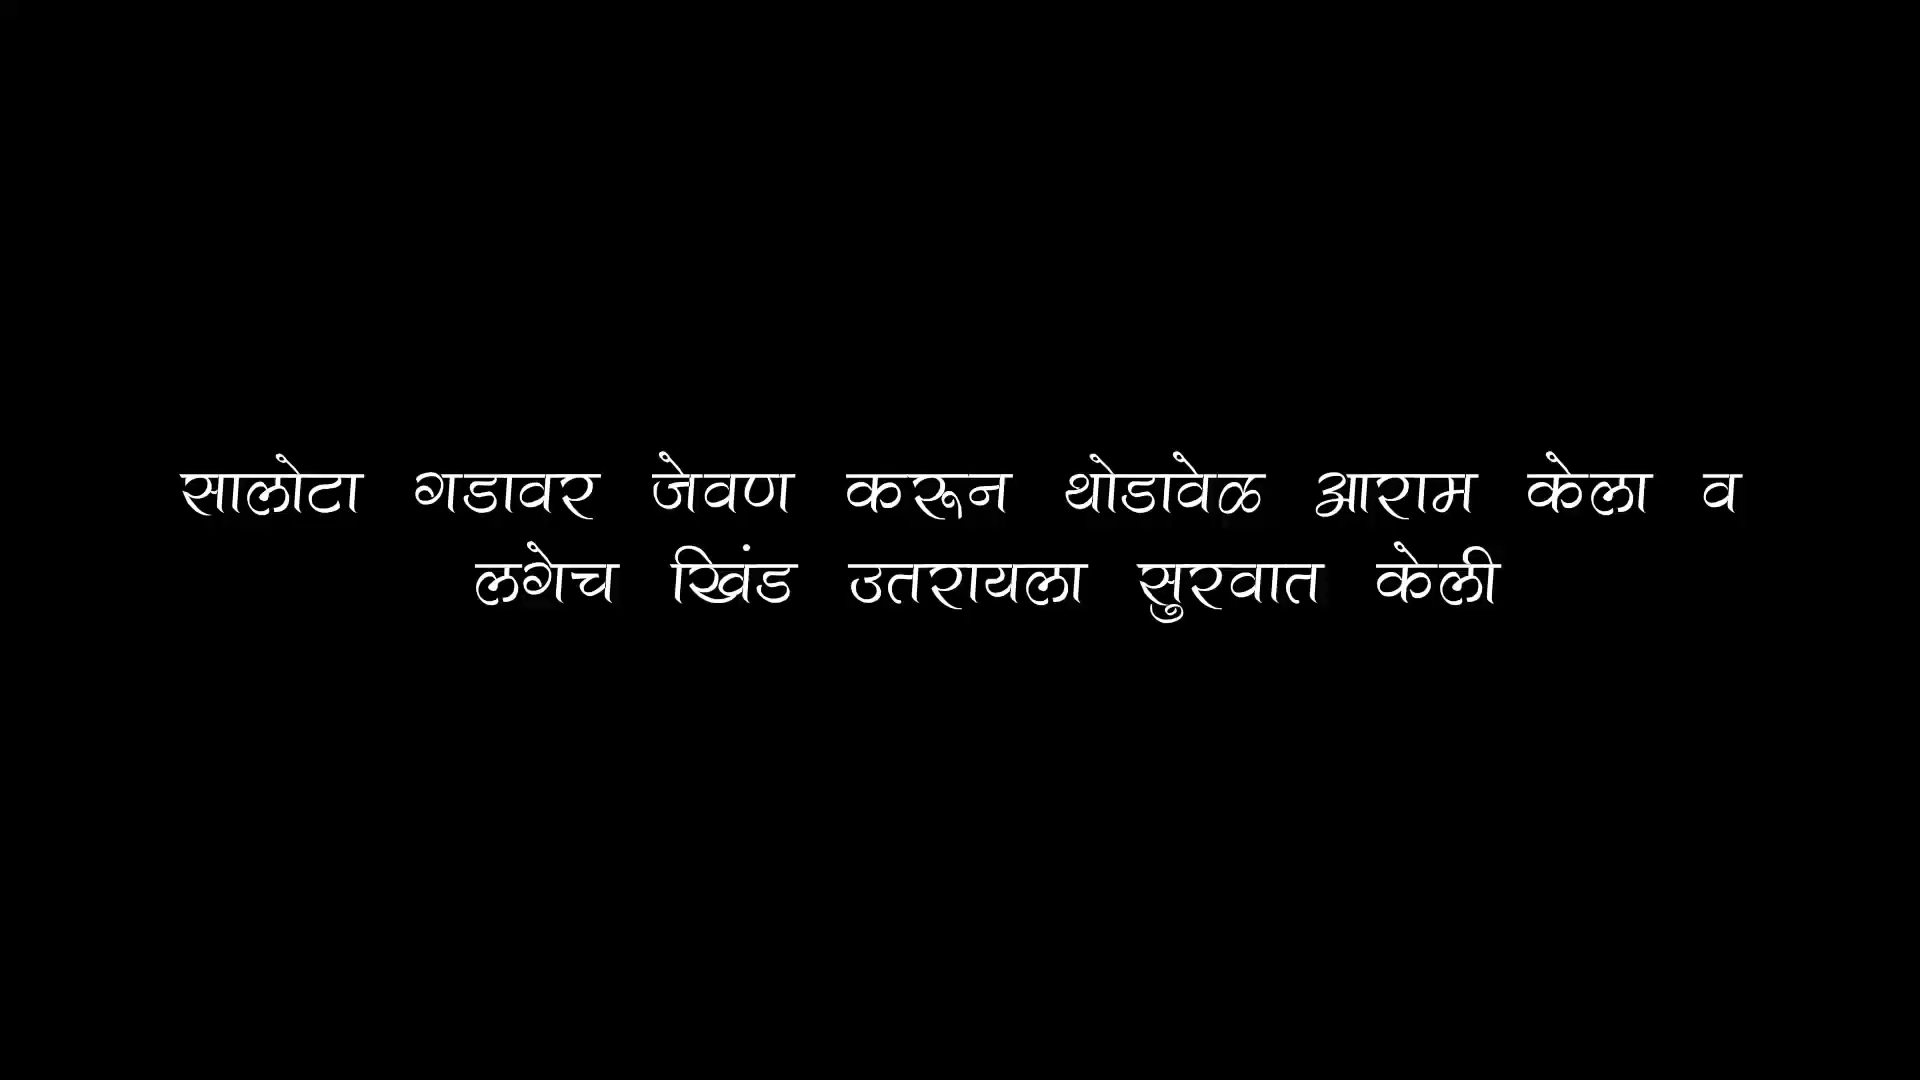 सालोटा गडावर जेवण करून थोडावेळ आराम केला व
लगेच खिंड उतरायला सुरवात केली